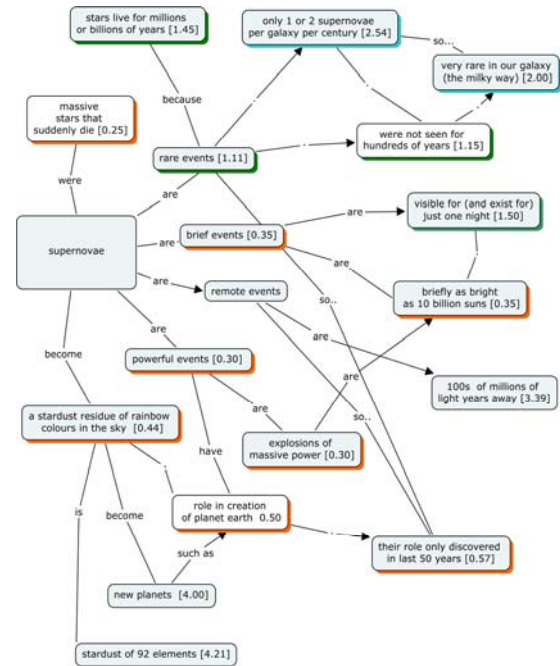 stars live for millions
or billions of years [1.45]
only 1 or 2 supernovae
per galaxy per century [2.54]
so...
very rare in our galaxy
(the milky way) [2.00]
massive
stars that
suddenly die [0.25]
because
were not seen for
hundreds of years [1.15]
rare events [1.11]
were
are
visible for (and exist for)
just one night [1.50]
are
brief events [0.35]
are
supernovae
are
are
remote events
briefly as bright
as 10 billion suns [0.35]
so..
are
are
become
powerful events [0.30]
are
100s of millions of
light years away [3.39]
a stardust residue of rainbow
colours in the sky [0.44]
are
so..
explosions of
massive power [0.30]
have
is
become
role in creation
of planet earth 0.50
such as
their role only discovered
in last 50 years [0.57]
new planets [4.00]
stardust of 92 elements [4.21]